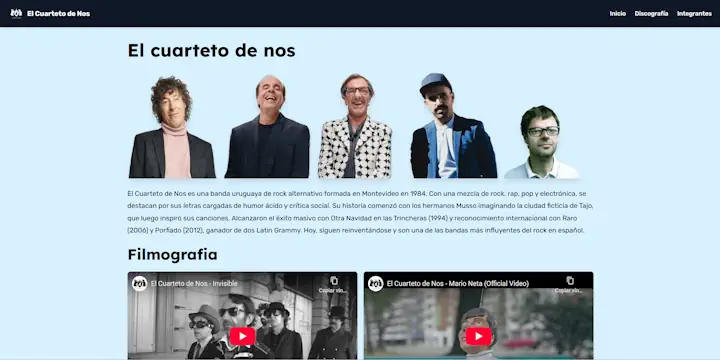 El Cuarteto de Nos
Inicio
Discografía
Integrantes
El cuarteto de nos
El Cuarteto de Nos es una banda uruguaya de rock alternativo formada en Montevideo en 1984. Con una mezcla de rock, rap, pop y electrónica, se
destacan por sus letras cargadas de humor ácido y crítica social. Su historia comenzó con los hermanos Musso imaginando la ciudad ficticia de Tajo,
que luego inspiró sus canciones. Alcanzaron el éxito masivo con Otra Navidad en las Trincheras (1994) y reconocimiento internacional con Raro
(2006) y Porfiado (2012), ganador de dos Latin Grammy. Hoy, siguen reinventándose y son una de las bandas más influyentes del rock en español.
Filmografia
El Cuarteto de Nos - Invisible
Copiar vín...
El Cuarteto de Nos - Mario Neta (Official Video)
Copiar vín...